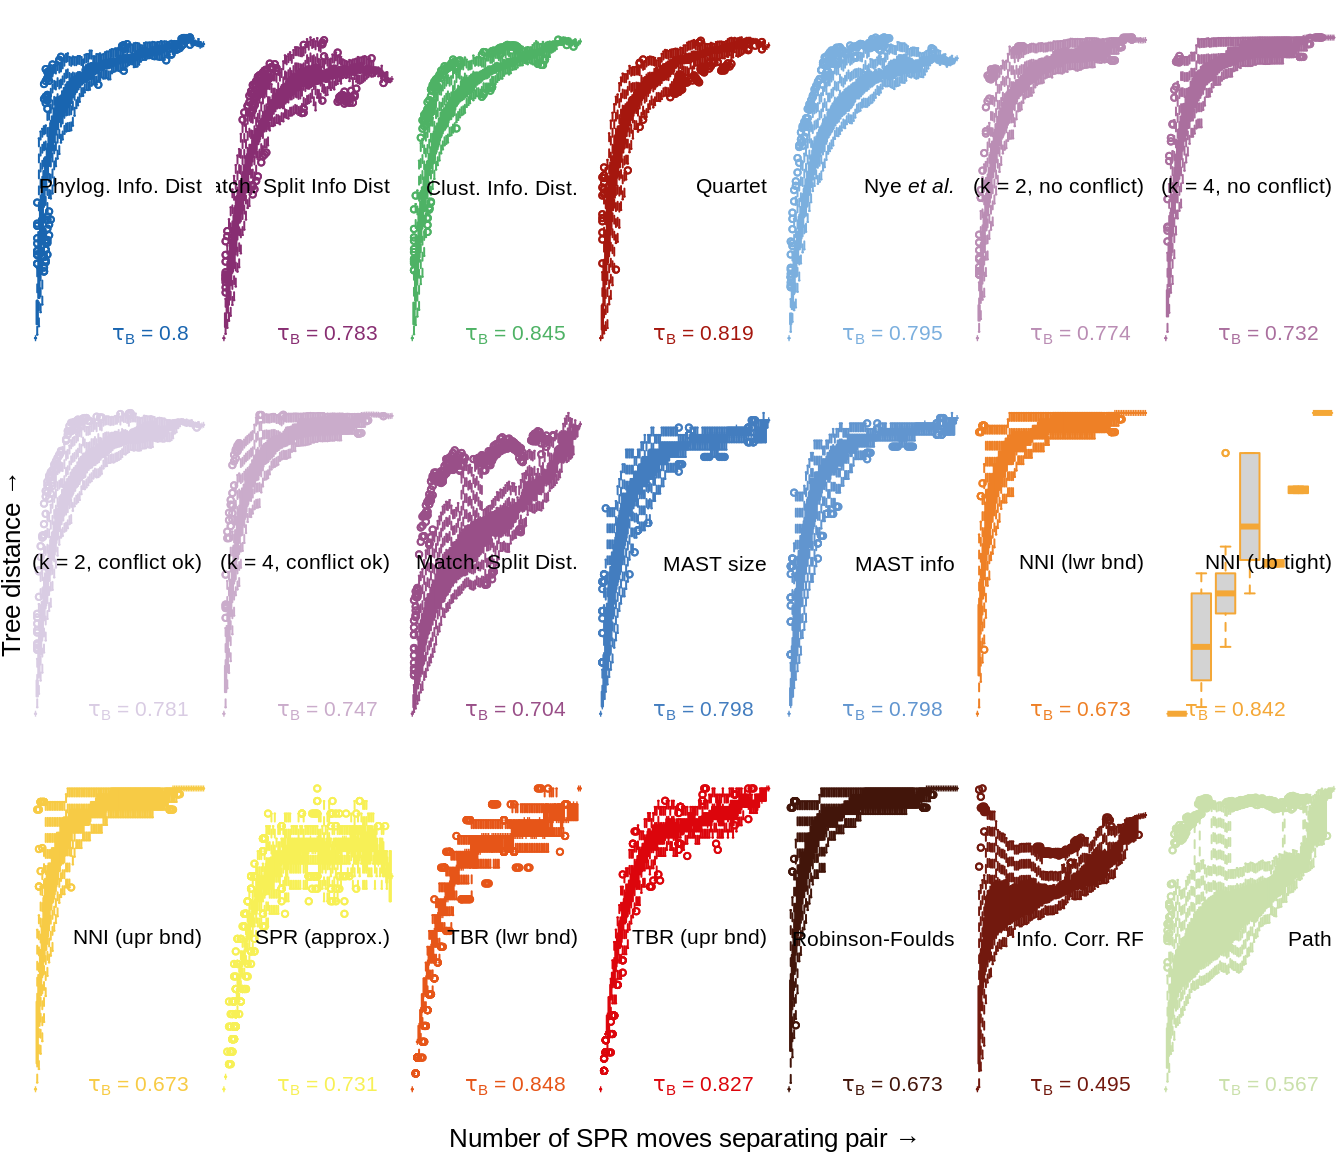 Phylog. Info. Dist
atch. Split Info Dist
Clust. Info. Dist.
Quartet
Nye et al.
(k = 2, no conflict)
(k = 4, no conflict)
τB = 0.8
τB = 0.783
τB = 0.845
τB = 0.819
τB = 0.795
τB = 0.774
τB = 0.732
Tree distance →
(k = 2, conflict ok)
(k = 4, conflict ok)
Match. Split Dist.
MAST size
MAST info
NNI (lwr bnd)
NNI (ub tight)
τB = 0.781
τB = 0.747
τB = 0.704
τB = 0.798
τB = 0.798
τB = 0.673
τB = 0.842
NNI (upr bnd)
SPR (approx.)
TBR (lwr bnd)
TBR (upr bnd)
Robinson-Foulds
Info. Corr. RF
Path
τB = 0.673
τB = 0.731
τB = 0.848
τB = 0.827
τB = 0.673
τB = 0.495
τB = 0.567
Number of SPR moves separating pair →